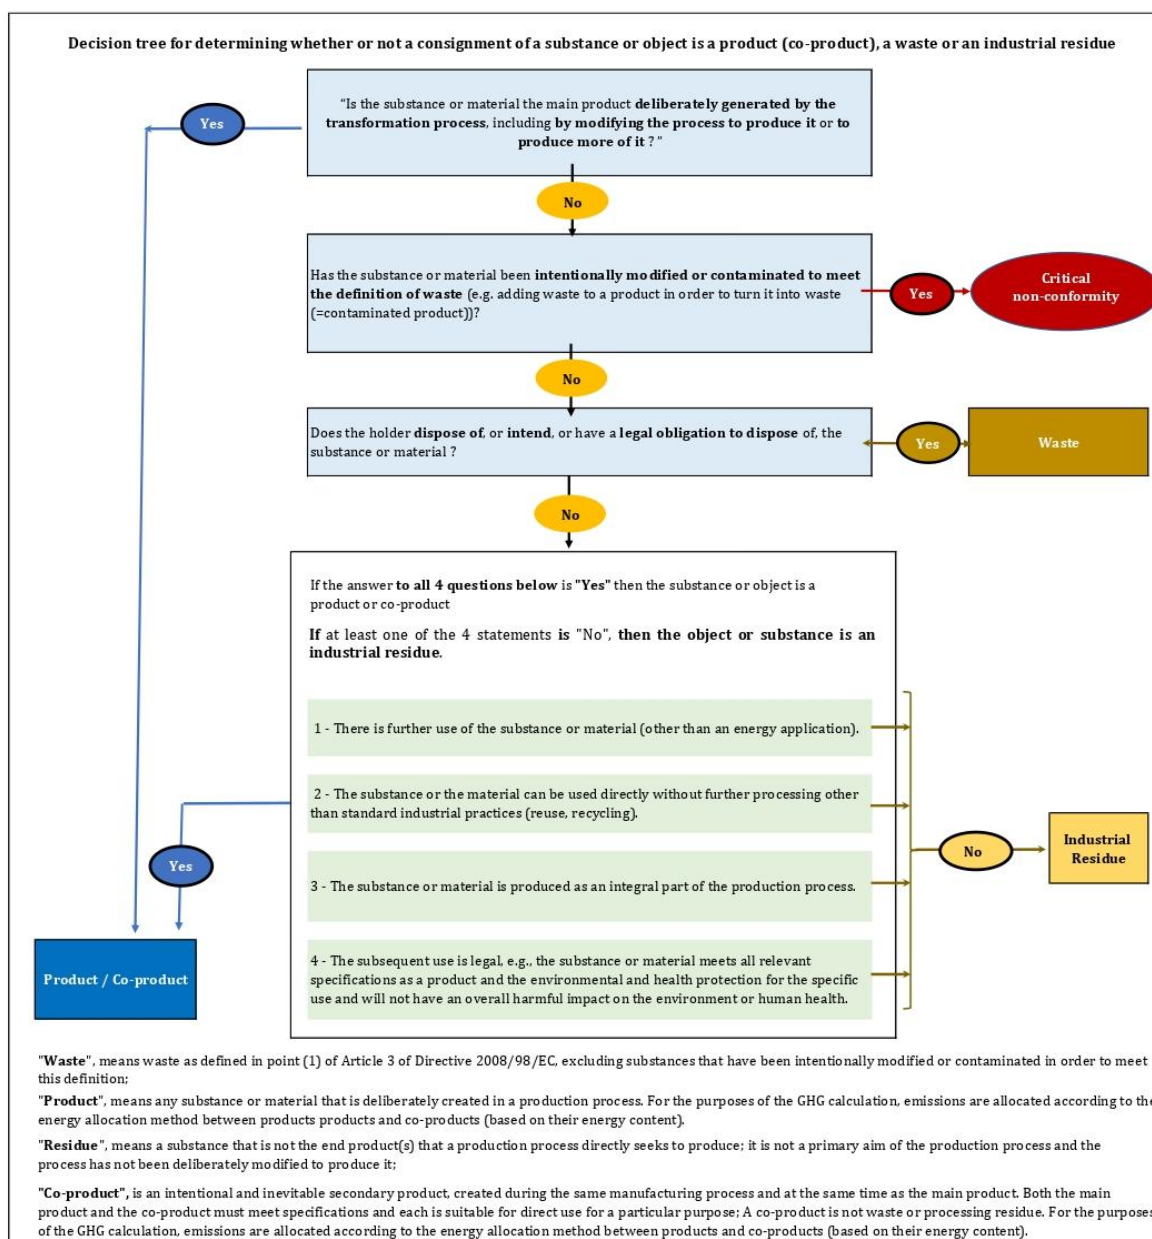 Decision tree for determining whether or not a consignment of a substance or object is a product (co-product), a waste or an industrial residue
"Is the substance or material the main product deliberately generated by the
transformation process, including by modifying the process to produce it or to
produce more of it ? "
Yes
No
Has the substance or material been intentionally modified or contaminated to meet
the definition of waste (e.g. adding waste to a product in order to turn it into waste
(=contaminated product))?
Yes
Critical
non-conformity
No
Does the holder dispose of, or intend, or have a legal obligation to dispose of, the
substance or material ?
Yes
Waste
No
If the answer to all 4 questions below is "Yes" then the substance or object is a
product or co-product
If at least one of the 4 statements is "No", then the object or substance is an
industrial residue.
1 - There is further use of the substance or material (other than an energy application).
2 - The substance or the material can be used directly without further processing other
than standard industrial practices (reuse, recycling).
3 - The substance or material is produced as an integral part of the production process.
4 - The subsequent use is legal, e.g., the substance or material meets all relevant
specifications as a product and the environmental and health protection for the specific
use and will not have an overall harmful impact on the environment or human health.
No
Industrial
Residue
Yes
Product / Co-product
"Waste", means waste as defined in point (1) of Article 3 of Directive 2008/98/EC, excluding substances that have been intentionally modified or contaminated in order to meet
this definition;
"Product", means any substance or material that is deliberately created in a production process. For the purposes of the GHG calculation, emissions are allocated according to the
energy allocation method between products products and co-products (based on their energy content).
"Residue", means a substance that is not the end product(s) that a production process directly seeks to produce; it is not a primary aim of the production process and the
process has not been deliberately modified to produce it;
"Co-product", is an intentional and inevitable secondary product, created during the same manufacturing process and at the same time as the main product. Both the main
product and the co-product must meet specifications and each is suitable for direct use for a particular purpose; A co-product is not waste or processing residue. For the purposes
of the GHG calculation, emissions are allocated according to the energy allocation method between products and co-products (based on their energy content).